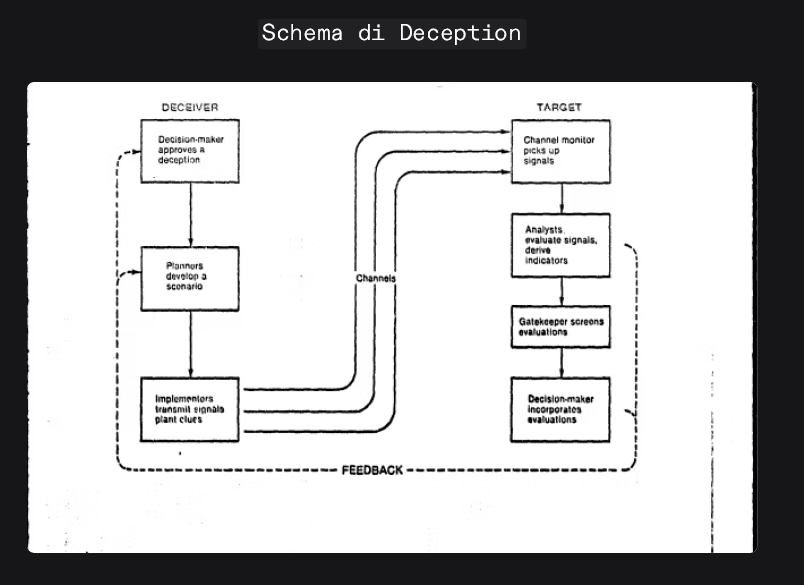 Schema di Deception
DECEIVER
Decision-maker
approves a
deception
Planners
develop a
scenario
Implementers
transmit signals
plant clues
Channels
TARGET
Channel monitor
picks up
signals
Analysts
evaluate signals,
derive
indicators
Gatekeeper screens
evaluations
Decision-maker
incorporates
evaluations
FEEDBACK